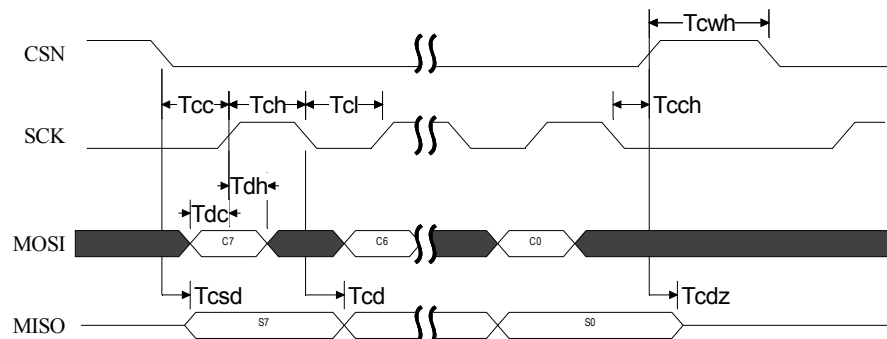 Tcwh
CSN
Tcc Tch Tcl Tcch
SCK
Tdh
Tdc
MOSI C7 C6 C0
Tcsd Tcd Tcdz
MISO S7 S0